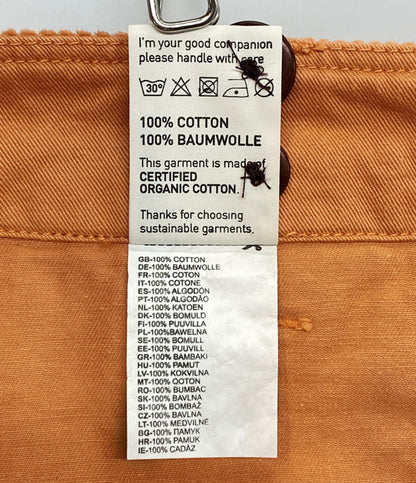 I'm your good companion
please handle with care
30°
100% COTTON
100% BAUMWOLLE
This garment is made of
CERTIFIED
ORGANIC COTTON.
Thanks for choosing
sustainable garments.
GB-100% COTTON
DE-100% BAUMWOLLE
FR-100% COTON
IT-100% COTONE
ES-100% ALGODÓN
PT-100% ALGODÃO
NL-100% KATOEN
DK-100% BOMULD
FI-100% PUUVILLA
PL-100%BAWELNA
SE-100% BOMULL
EE-100% PUUVILL
GR-100% BAMBAKI
HU-100% PAMUT
LV-100% KOKVILNA
MT-100% QOTON
RO-100% BUMBAC
SK-100% BAVLNA
SI-100% BOMBAŽ
CZ-100% BAVLNA
LT-100% MEDVILNĖ
BG-100% ПАМУК
HR-100% PAMUK
IE-100% CADÁZ